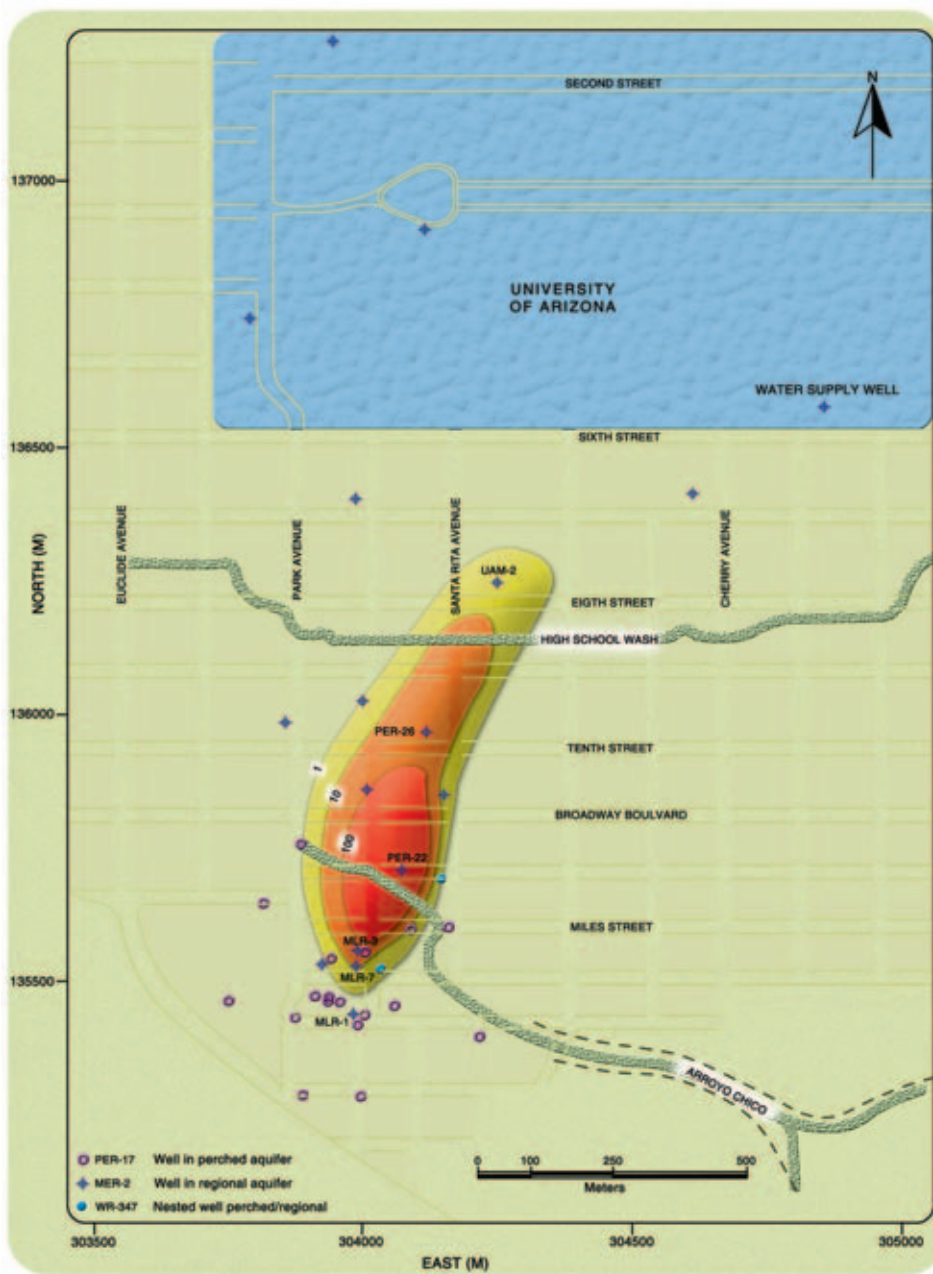 SECOND STREET
N
137000
UNIVERSITY
OF ARIZONA
WATER SUPPLY WELL
136500
SIXTH STREET
NORTH (M)
EUCLIDE AVENUE
PARK AVENUE
SANTA RITA AVENUE
CHERRY AVENUE
UAM-2
EIGTH STREET
HIGH SCHOOL WASH
136000
PER-26
TENTH STREET
1
10
100
BROADWAY BOULVARD
PER-22
MILES STREET
MLR-3
MLR-7
135500
MLR-1
ARROYO CHICO
PER-17 Well in perched aquifer
MER-2 Well in regional aquifer
WR-347 Nested well perched/regional
0 100 250 500
Meters
303500 304000 304500 305000
EAST (M)